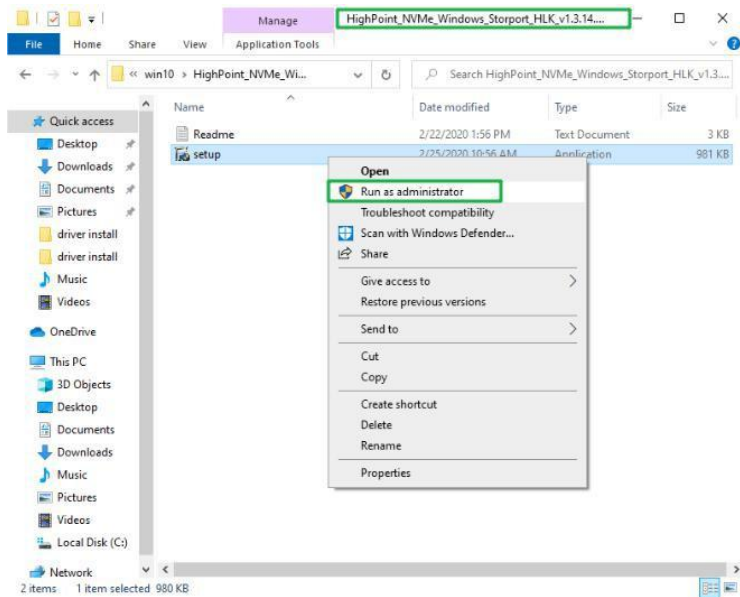 Manage
HighPoint_NVMe_Windows_Storport_HLK_v1.3.14....
File
Home
Share
View
Application Tools
« win10 › HighPoint_NVMe_Wi...
Search HighPoint_NVMe_Windows_Storport_HLK_v1.3....
Name
Date modified
Type
Size
Readme
2/22/2020 1:56 PM
Text Document
3 KB
setup
2/25/2020 10:56 AM
Application
981 KB
Quick access
Desktop
Downloads
Documents
Pictures
driver install
driver install
Music
Videos
OneDrive
This PC
3D Objects
Desktop
Documents
Downloads
Music
Pictures
Videos
Local Disk (C:)
Network
Open
Run as administrator
Troubleshoot compatibility
Scan with Windows Defender...
Share
Give access to
Restore previous versions
Send to
Cut
Copy
Create shortcut
Delete
Rename
Properties
2 items
1 item selected 980 KB